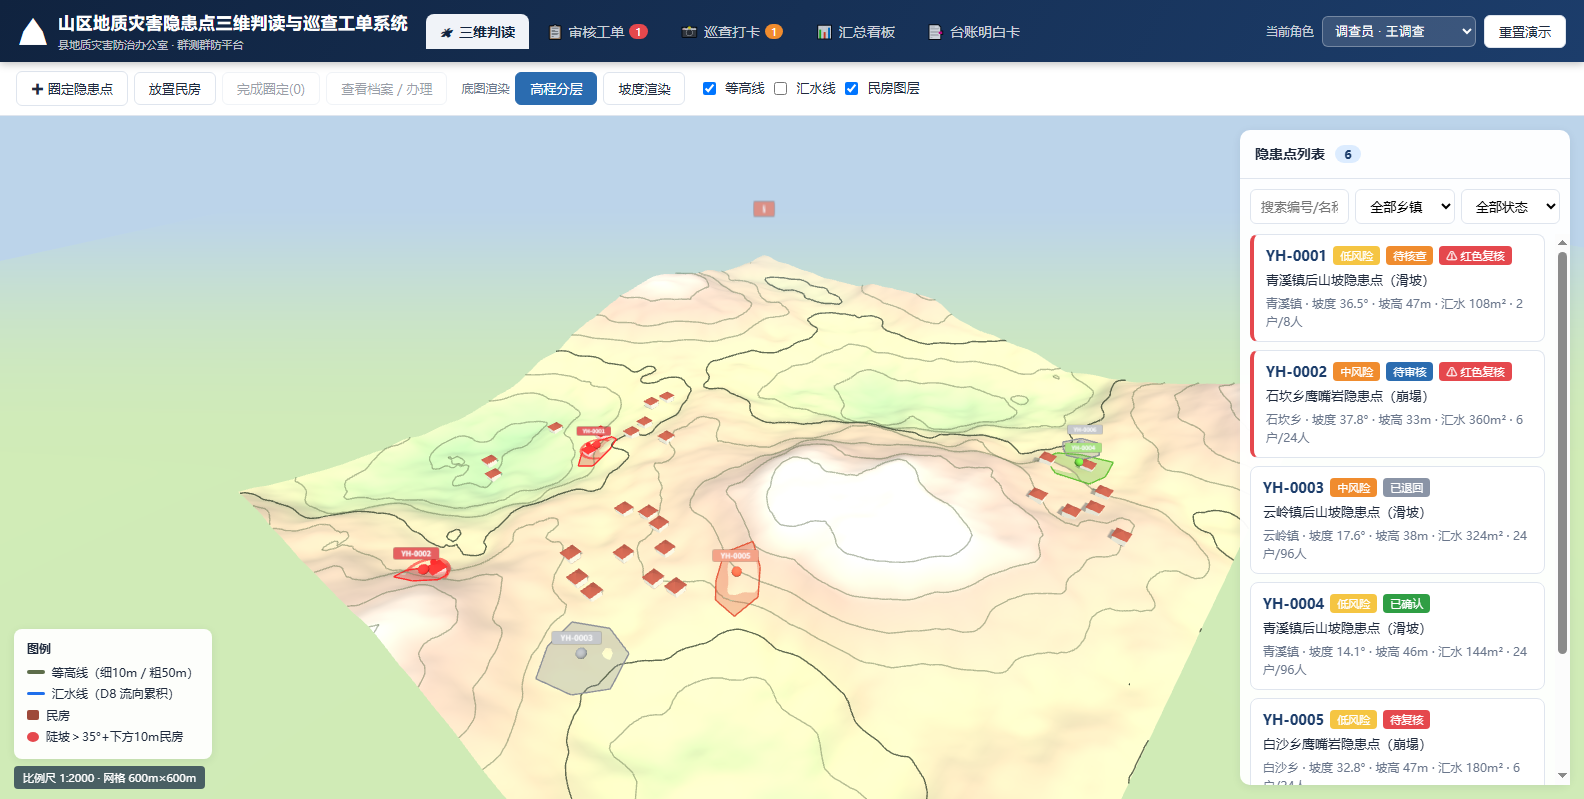 山区地质灾害隐患点三维判读与巡查工单系统
县地质灾害防治办公室 · 群测群防平台
三维判读
审核工单 1
巡查打卡 1
汇总看板
台账明白卡
当前角色 调查员 · 王调查 重置演示
+ 圈定隐患点 放置民房 完成圈定(0) 查看档案 / 办理 底图渲染 高程分层 坡度渲染 等高线 汇水线 民房图层
隐患点列表 6
搜索编号/名称 全部乡镇 全部状态
YH-0001 低风险 待核查 ⚠ 红色复核
青溪镇后山坡隐患点（滑坡）
青溪镇 · 坡度 36.5° · 坡高 47m · 汇水 108m² · 2
户/8人
YH-0002 中风险 待审核 ⚠ 红色复核
石坎乡鹰嘴岩隐患点（崩塌）
石坎乡 · 坡度 37.8° · 坡高 33m · 汇水 360m² · 6
户/24人
YH-0003 中风险 已退回
云岭镇后山坡隐患点（滑坡）
云岭镇 · 坡度 17.6° · 坡高 38m · 汇水 324m² · 24
户/96人
YH-0004 低风险 已确认
青溪镇后山坡隐患点（滑坡）
青溪镇 · 坡度 14.1° · 坡高 46m · 汇水 144m² · 24
户/96人
YH-0005 低风险 待复核
白沙乡鹰嘴岩隐患点（崩塌）
白沙乡 · 坡度 32.8° · 坡高 47m · 汇水 180m² · 6
户/24人
YH-0001
YH-0006
YH-0004
YH-0002
YH-0005
YH-0003
图例
等高线（细10m / 粗50m）
汇水线（D8 流向累积）
民房
陡坡＞35°+下方10m民房
比例尺 1:2000 · 网格 600m×600m